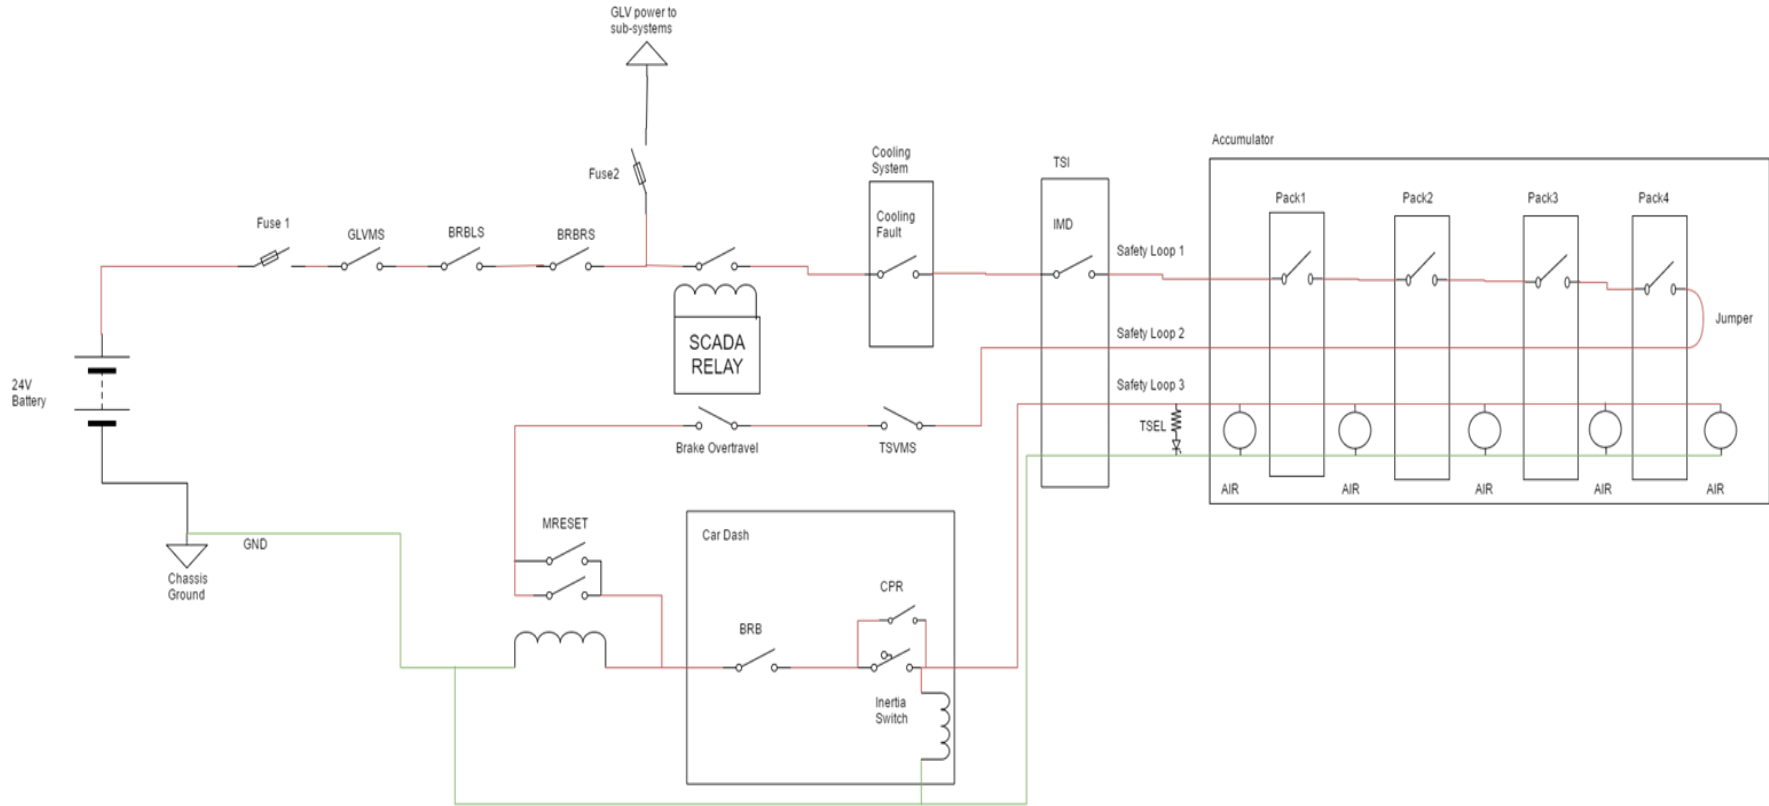 GLV power to
sub-systems
Fuse2
Fuse 1
GLVMS
BRBLS
BRBRS
SCADA
RELAY
Cooling
System
Cooling
Fault
TSI
IMD
Accumulator
Pack1
Pack2
Pack3
Pack4
Safety Loop 1
Safety Loop 2
Safety Loop 3
Jumper
24V
Battery
TSEL
Brake Overtravel
TSVMS
AIR
AIR
AIR
AIR
AIR
MRESET
Car Dash
GND
Chassis
Ground
CPR
BRB
Inertia
Switch